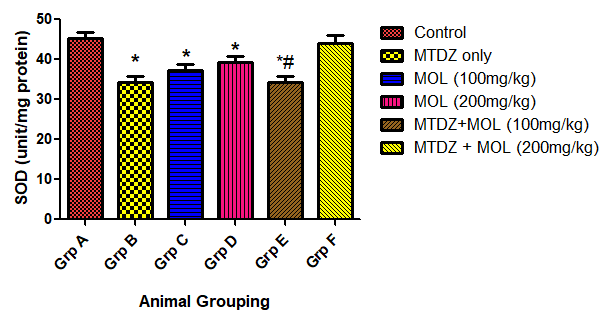 SOD (unit/mg protein)
50
40
30
20
10
0
*
*
*
*#
Grp A
Grp B
Grp C
Grp D
Grp E
Grp F
Animal Grouping
Control
MTDZ only
MOL (100mg/kg)
MOL (200mg/kg)
MTDZ+MOL (100mg/kg)
MTDZ + MOL (200mg/kg)